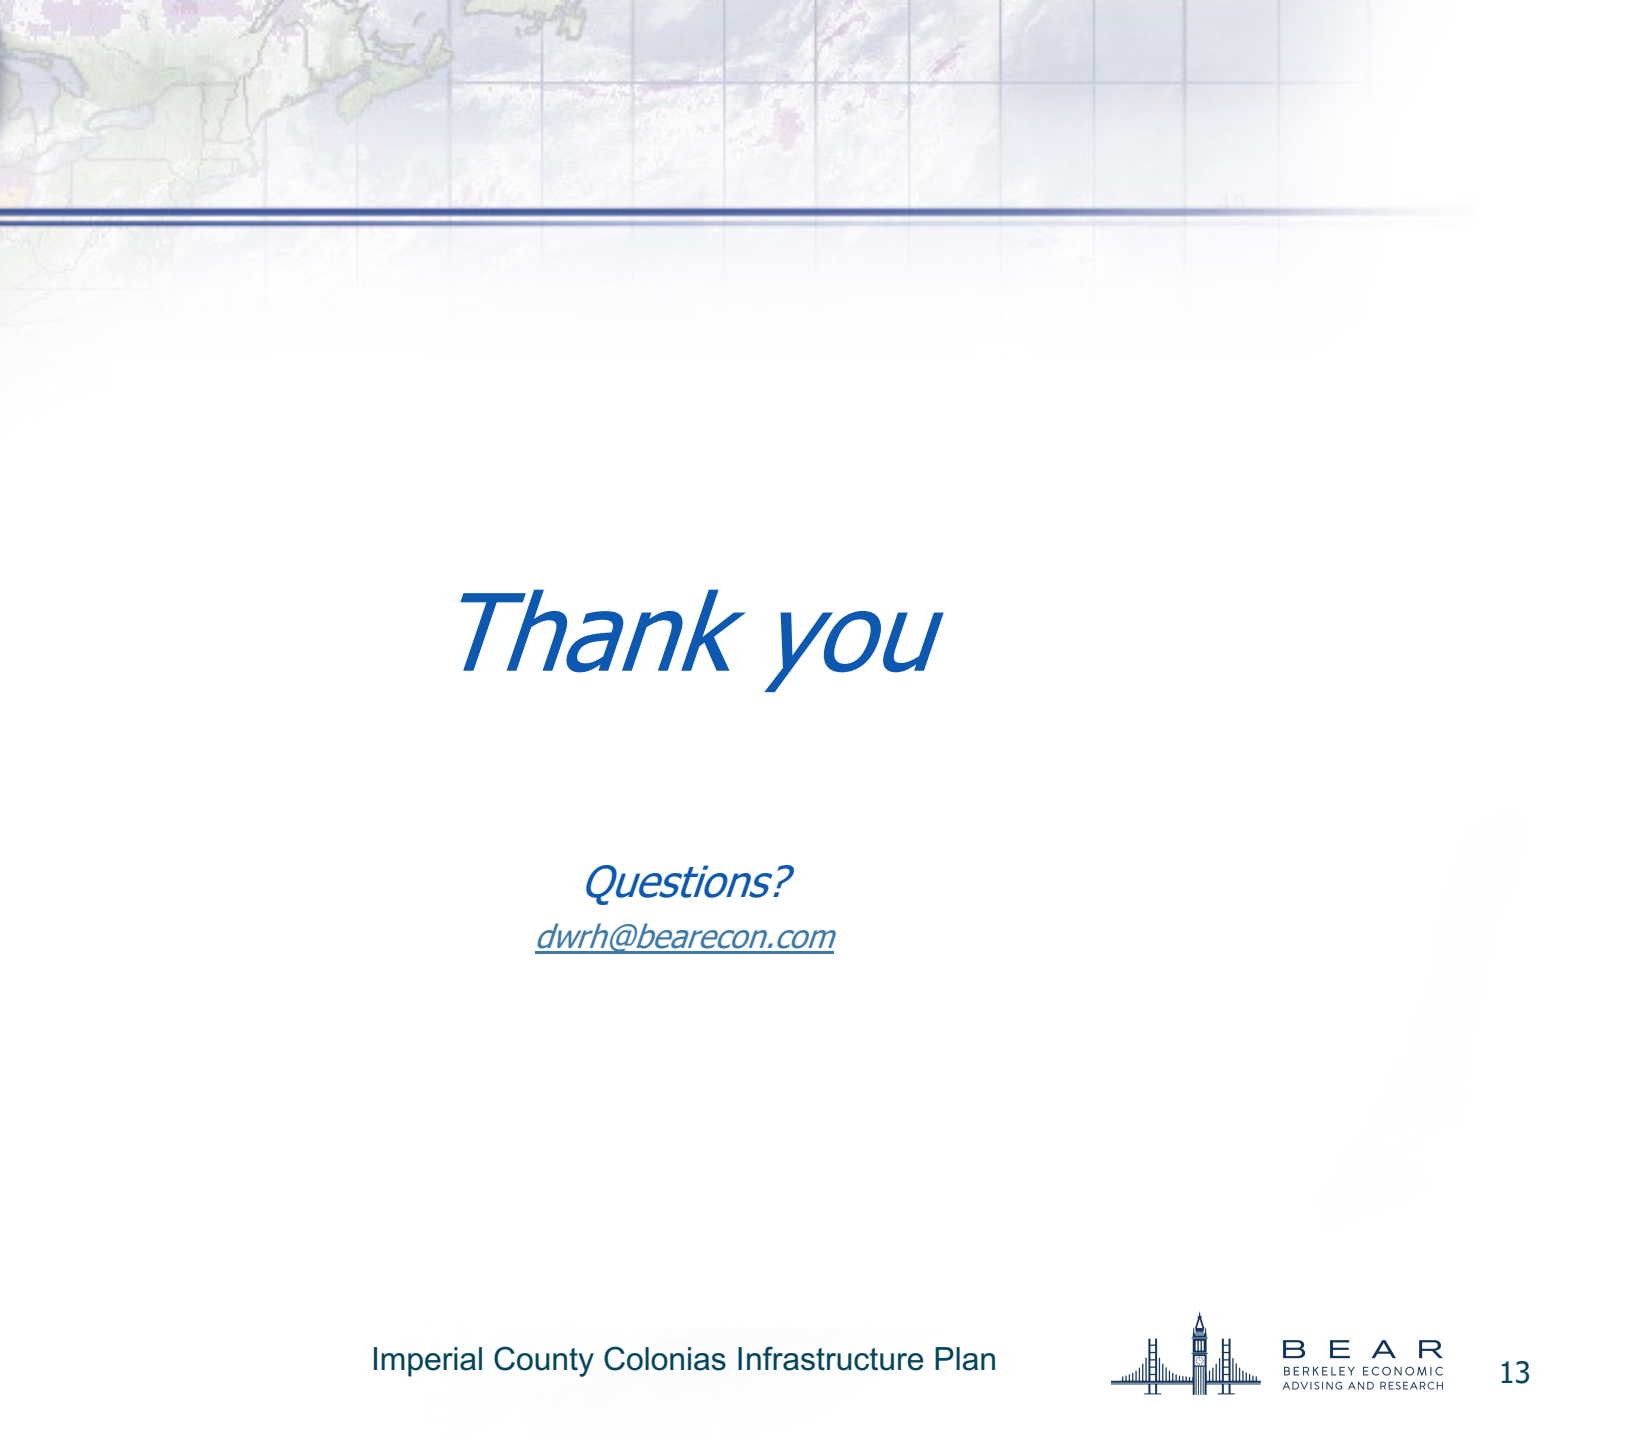 Thank you
Questions?
dwrh@bearecon.com
Imperial County Colonias Infrastructure Plan
BEAR
BERKELEY ECONOMIC
ADVISING AND RESEARCH
13